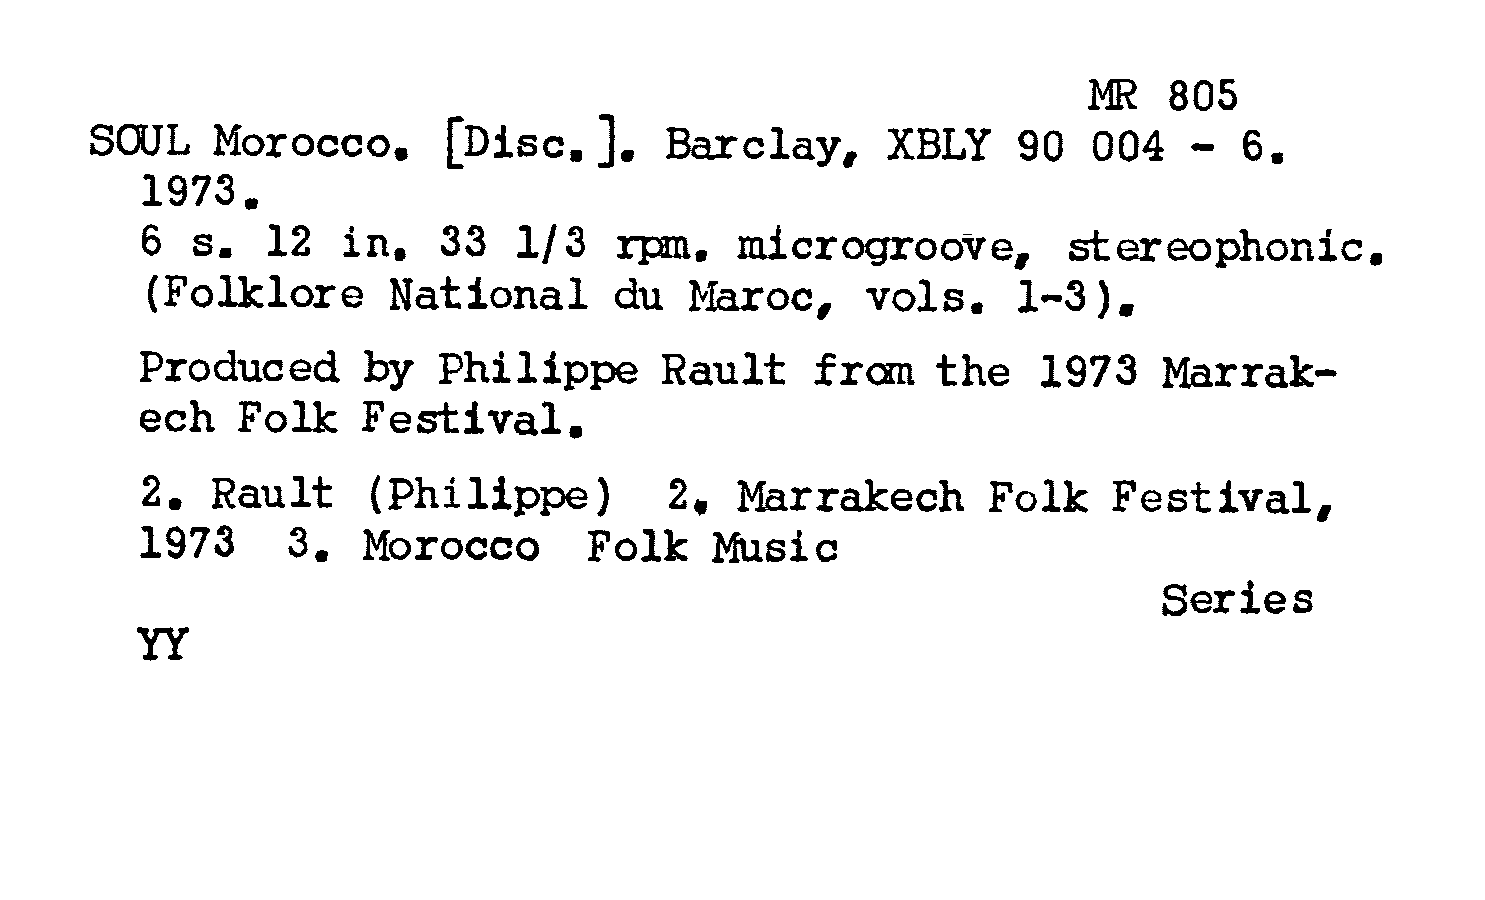 MR 805
SOUL Morocco. [Disc.]. Barclay, XBLY 90 004 - 6.
1973.
6 s. 12 in. 33 1/3 rpm. microgroove, stereophonic.
(Folklore National du Maroc, vols. 1-3).
Produced by Philippe Rault from the 1973 Marrak-
ech Folk Festival.
2. Rault (Philippe) 2. Marrakech Folk Festival,
1973 3. Morocco Folk Music
Series
YY